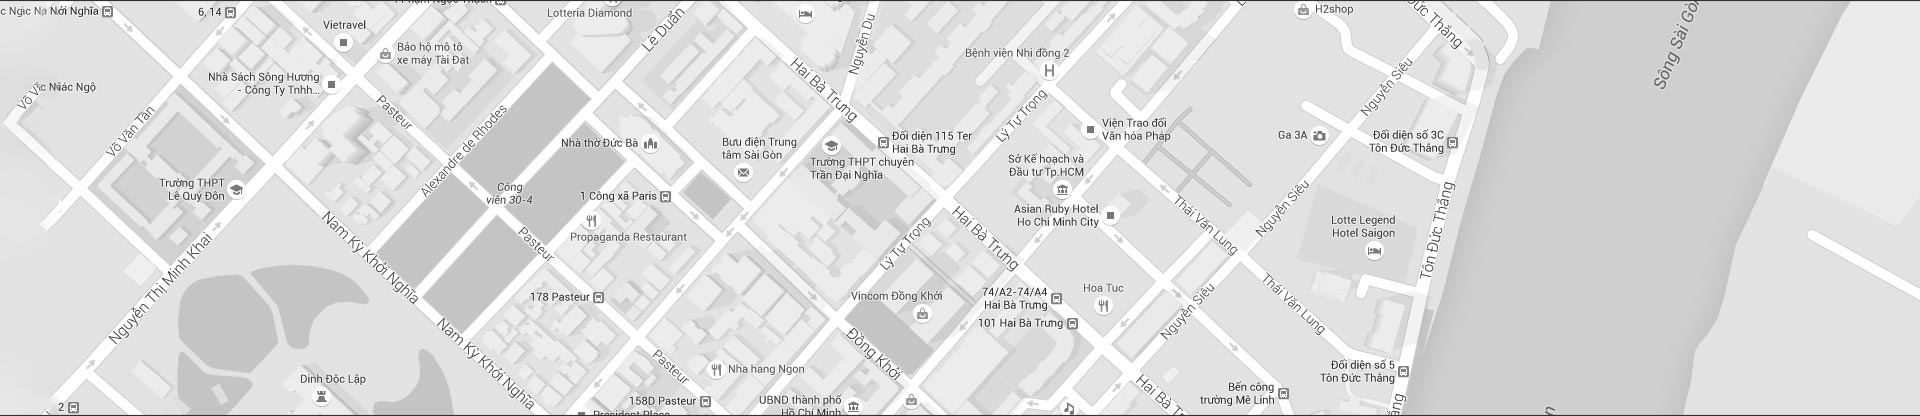 Nơi Nghĩa
6, 14
Lotteria Diamond
H2shop
Vietravel
Bảo hộ mô tô
xe máy Tài Đạt
Lê Duẩn
Nguyễn Du
Bệnh viện Nhi đồng 2
Đức Thắng
Sông Sài Gòn
Nhà Sách Sông Hương
- Công Ty Tnhh...
Hai Bà Trưng
Nguyễn Siêu
Võ Văn Tần
Pasteur
Alexandre de Rhodes
Nhà thờ Đức Bà
Bưu điện Trung
tâm Sài Gòn
Trường THPT chuyên
Trần Đại Nghĩa
Đối diện 115 Ter
Hai Bà Trưng
Lý Tự Trọng
Viện Trao đổi
Văn hóa Pháp
Ga 3A
Đối diện số 3C
Tôn Đức Thắng
Sở Kế hoạch và
Đầu tư Tp.HCM
Trường THPT
Lê Quý Đôn
Công
viên 30-4
1 Công xã Paris
Propaganda Restaurant
Asian Ruby Hotel
Ho Chi Minh City
Thái Văn Lung
Nguyễn Siêu
Lotte Legend
Hotel Saigon
Tôn Đức Thắng
Nguyễn Thị Minh Khai
Nam Kỳ Khởi Nghĩa
Pasteur
Lý Tự Trọng
Hai Bà Trưng
178 Pasteur
Vincom Đồng Khởi
74/A2-74/A4
Hai Bà Trưng
101 Hai Bà Trưng
Hoa Tuc
Nguyễn Siêu
Thái Văn Lung
Nam Kỳ Khởi Nghĩa
Đồng Khởi
Pasteur
Nha hang Ngon
Dinh Độc Lập
Đối diện số 5
Tôn Đức Thắng
Bến công
trường Mê Linh
2
158D Pasteur
UBND thành phố
Hồ Chí Minh
President Place
Hai Bà